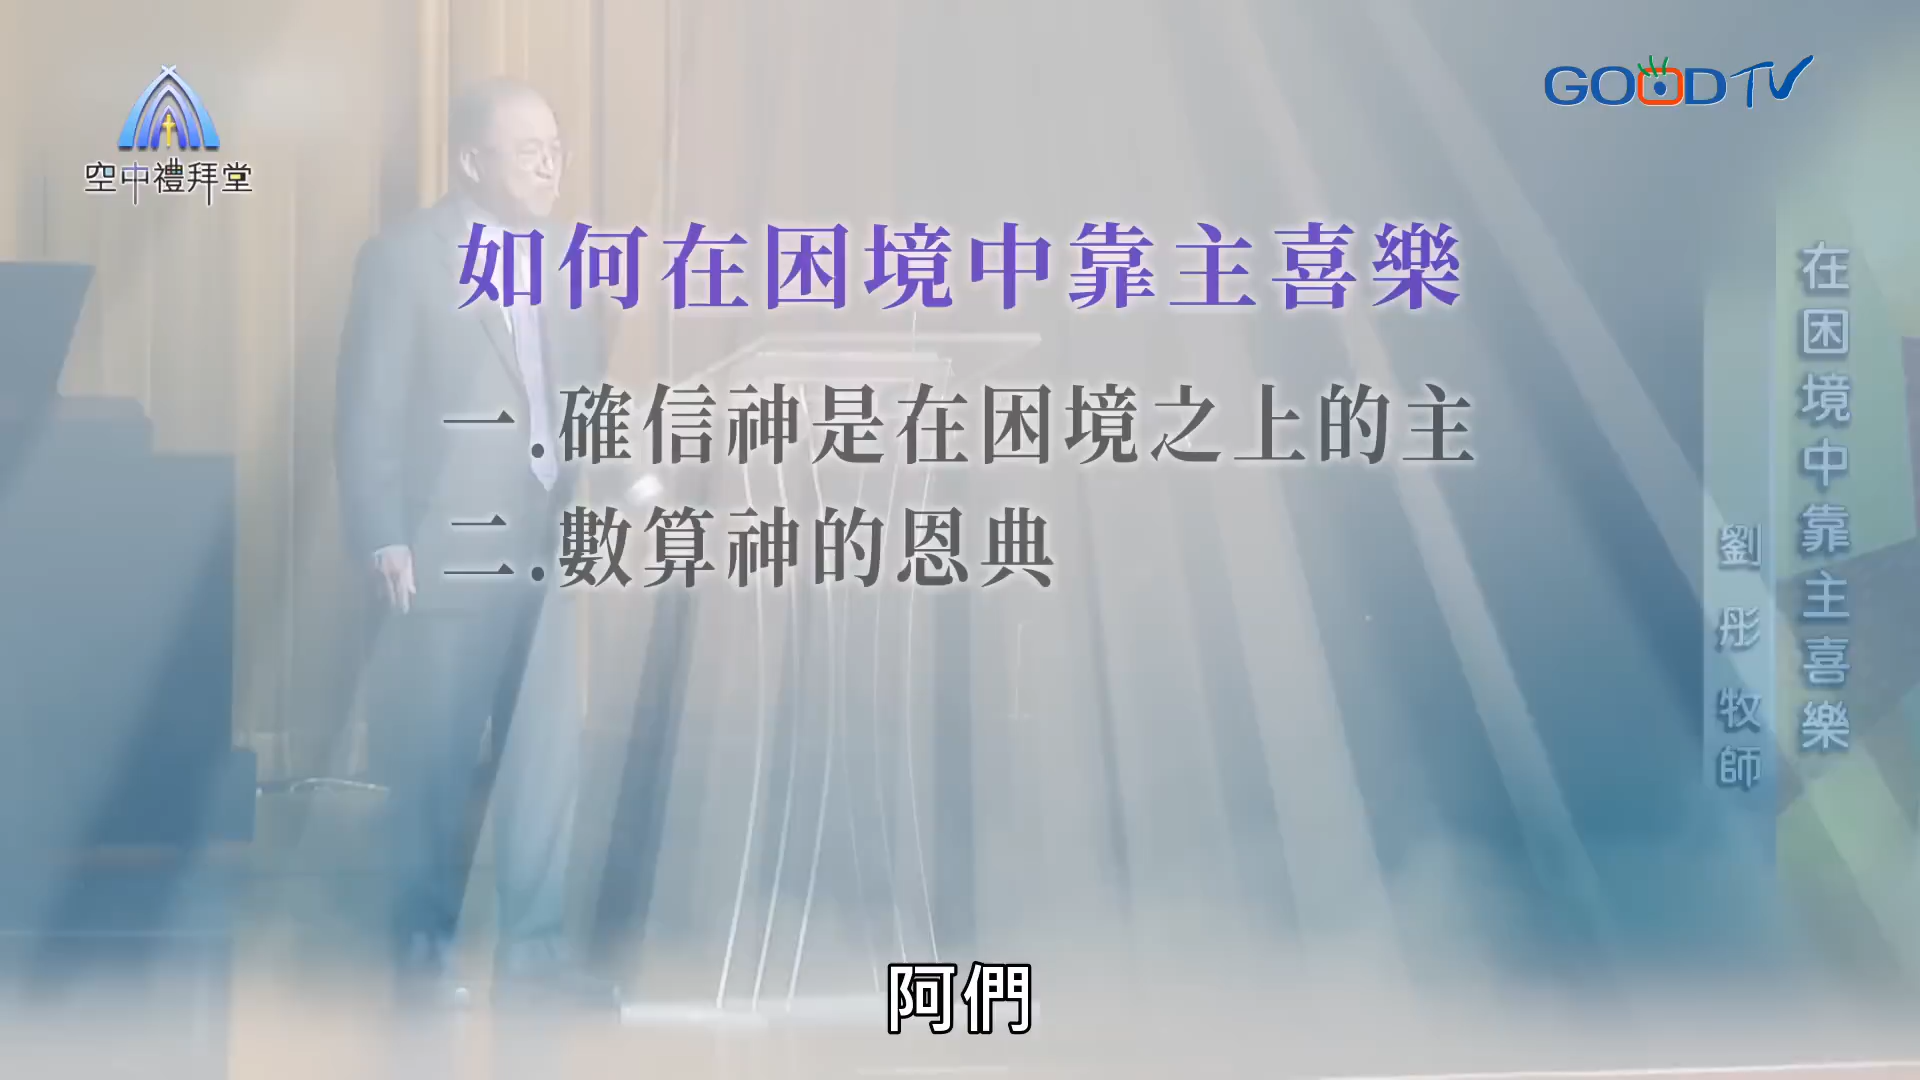 空中禮拜堂
GOOD TV
如何在困境中靠主喜樂
一.確信神是在困境之上的主
二.數算神的恩典
在困境中靠主喜樂
劉彤牧師
阿們